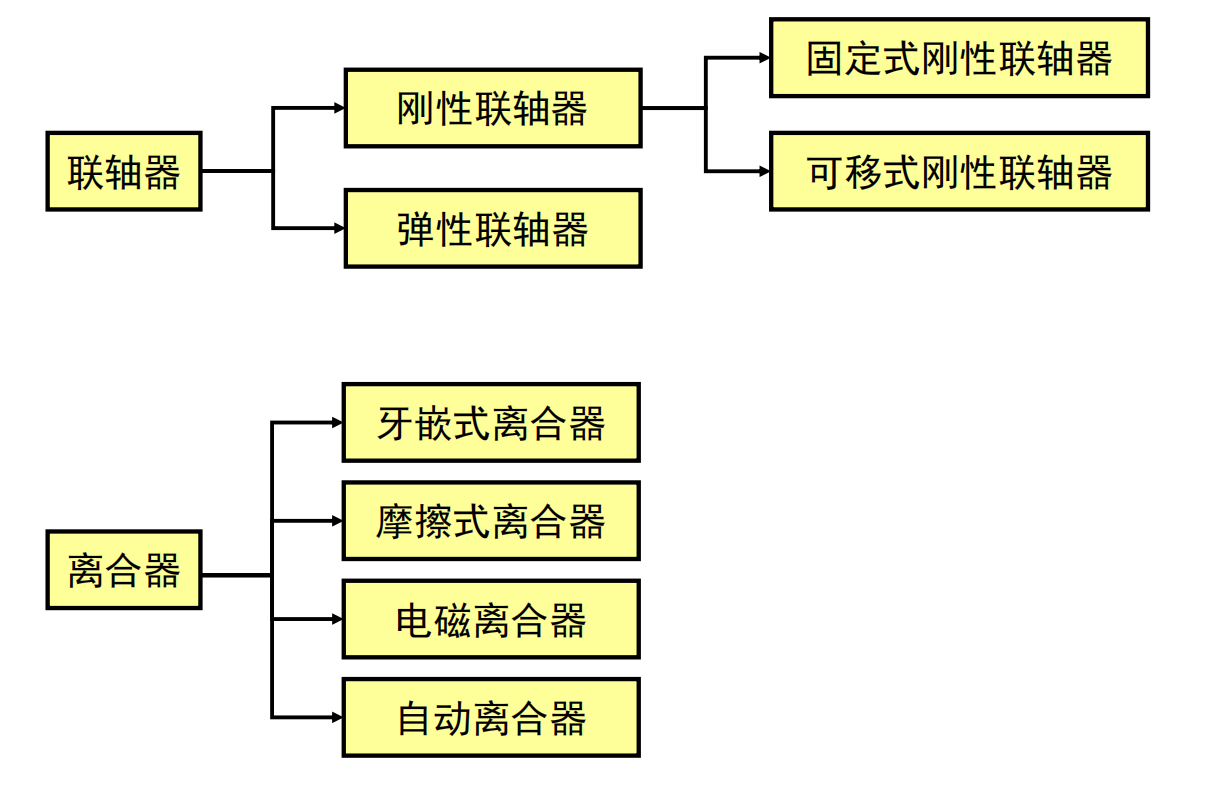 固定式刚性联轴器
刚性联轴器
联轴器
可移式刚性联轴器
弹性联轴器
牙嵌式离合器
摩擦式离合器
离合器
电磁离合器
自动离合器